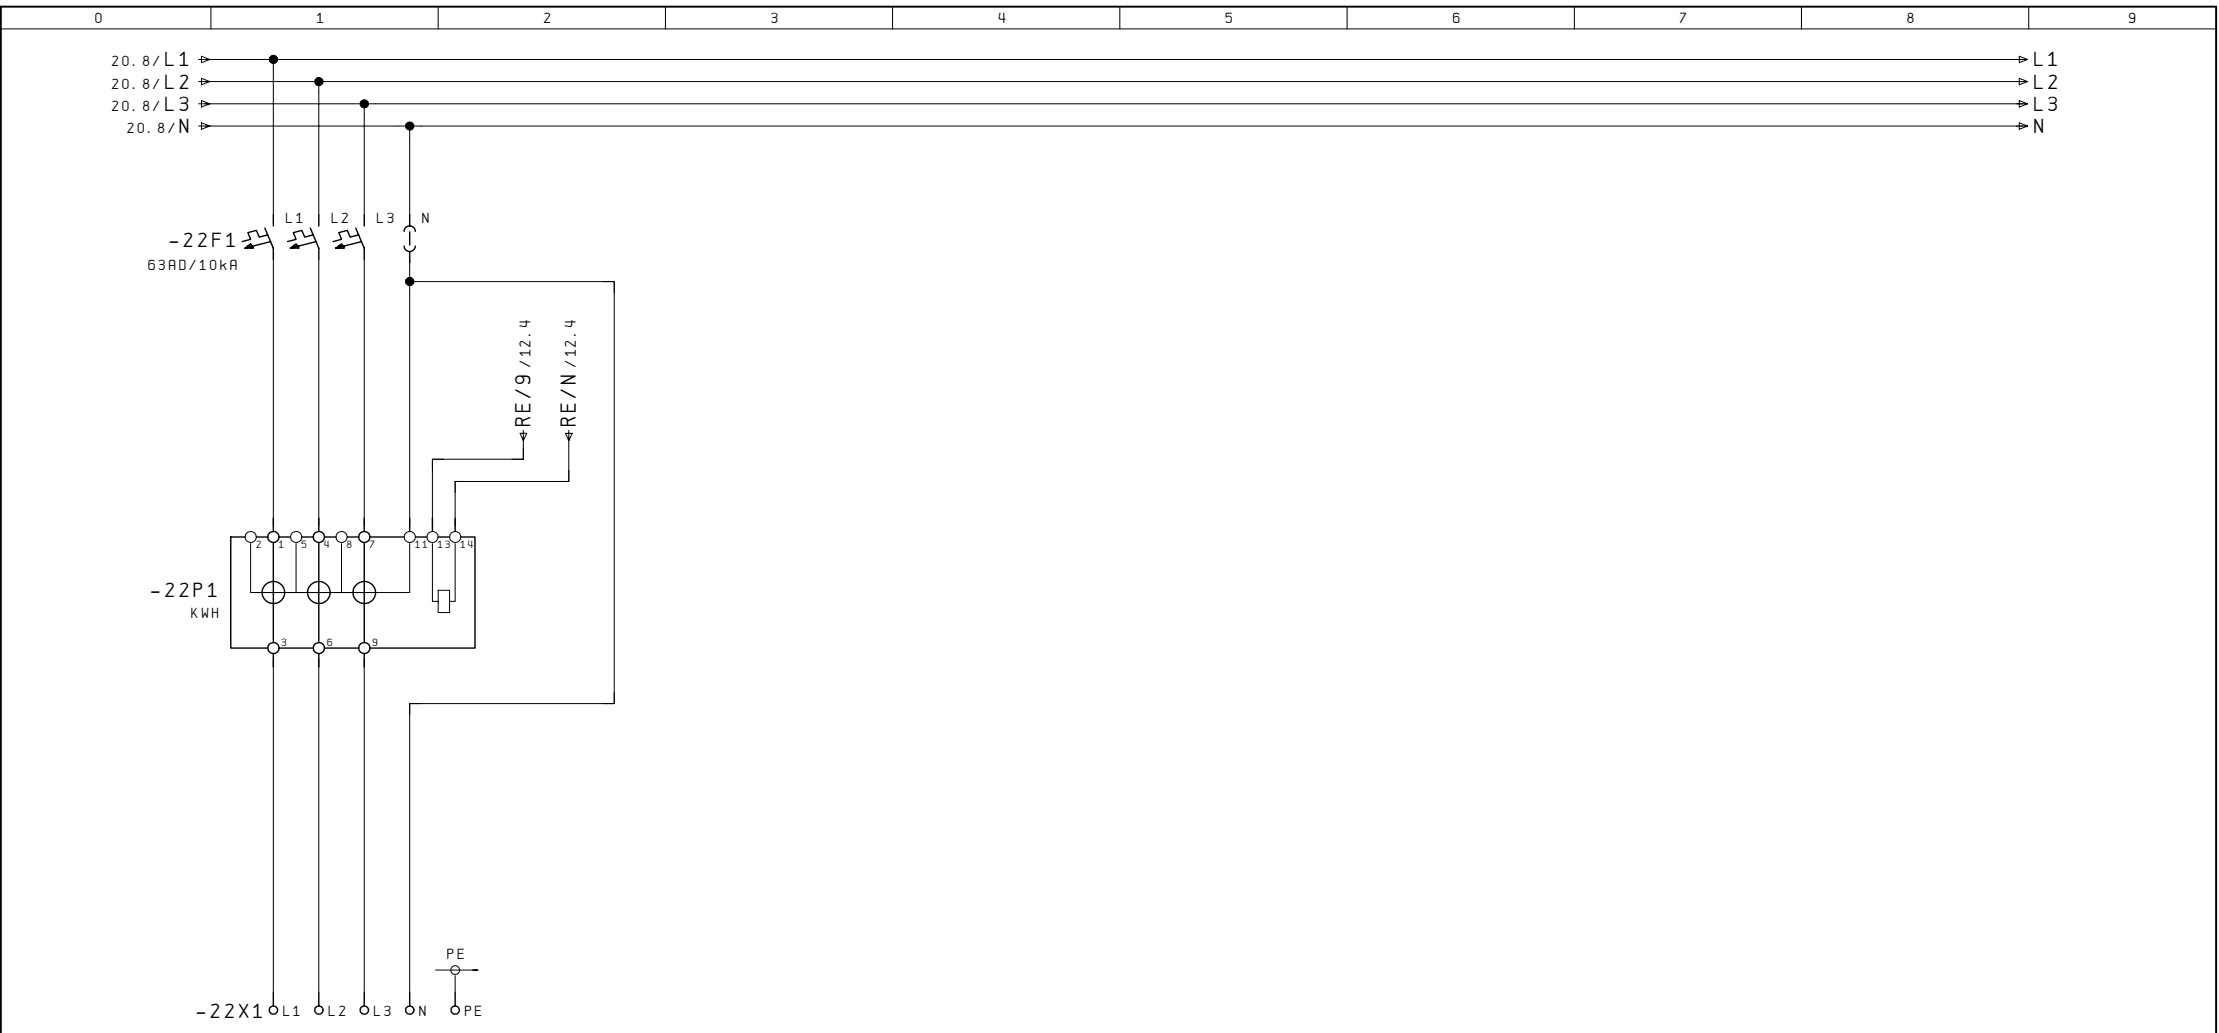 0 1 2 3 4 5 6 7 8 9
20.8/L1 L1
20.8/L2 L2
20.8/L3 L3
20.8/N N
L1 L2 L3 N
-22F1
63AD/10kA
RE/9/12.4
RE/N/12.4
2 1 5 4 8 7 11 13 14
-22P1
KWH
3 6 9
PE
-22X1 L1 L2 L3 N PE